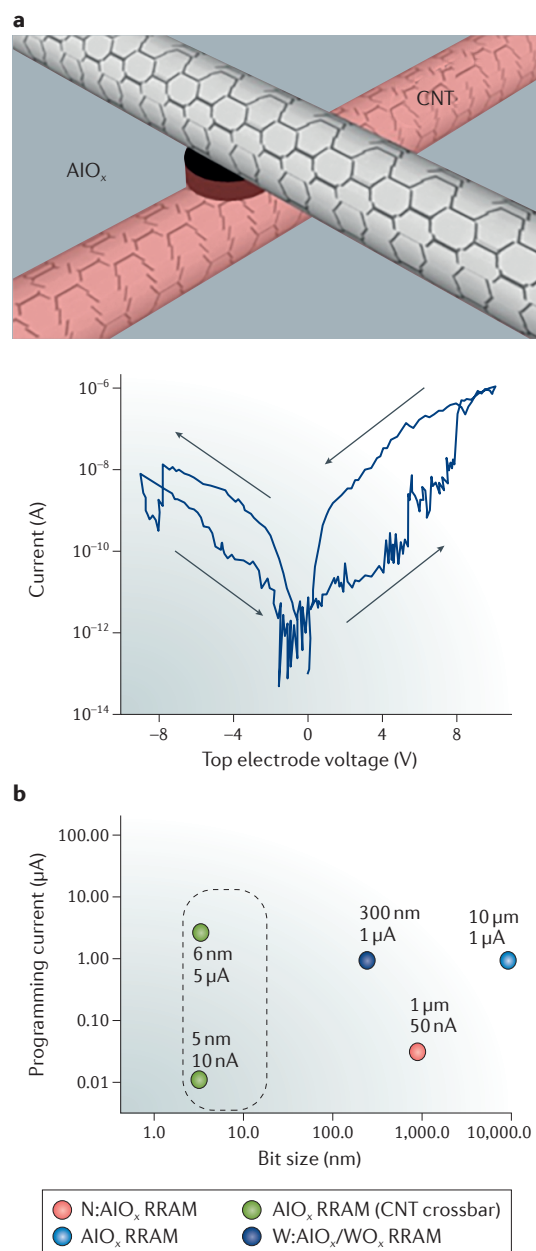 a
CNT
AlOₓ
10⁻⁶
10⁻⁸
10⁻¹⁰
10⁻¹²
10⁻¹⁴
Current (A)
−8 −4 0 4 8
Top electrode voltage (V)
b
100.00
10.00
1.00
0.10
0.01
Programming current (µA)
6 nm
5 µA
5 nm
10 nA
300 nm
1 µA
10 µm
1 µA
1 µm
50 nA
1.0 10.0 100.0 1,000.0 10,000.0
Bit size (nm)
N:AlOₓ RRAM AlOₓ RRAM (CNT crossbar)
AlOₓ RRAM W:AlOₓ/WOₓ RRAM